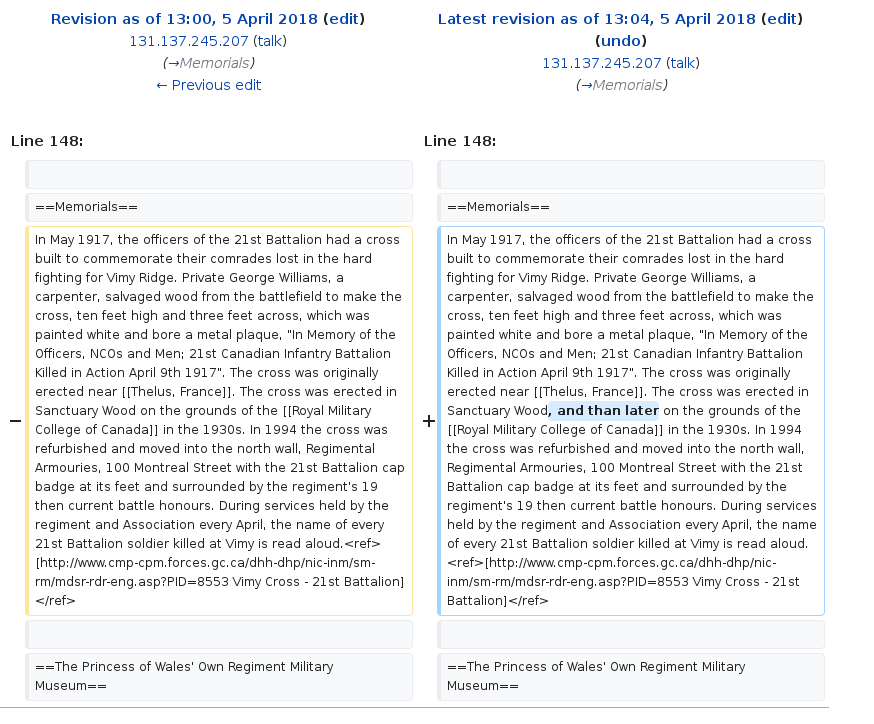 Revision as of 13:00, 5 April 2018 (edit)
131.137.245.207 (talk)
(→Memorials)
← Previous edit
Latest revision as of 13:04, 5 April 2018 (edit)
(undo)
131.137.245.207 (talk)
(→Memorials)
Line 148:
Line 148:
==Memorials==
==Memorials==
−
In May 1917, the officers of the 21st Battalion had a cross
built to commemorate their comrades lost in the hard
fighting for Vimy Ridge. Private George Williams, a
carpenter, salvaged wood from the battlefield to make the
cross, ten feet high and three feet across, which was
painted white and bore a metal plaque, "In Memory of the
Officers, NCOs and Men; 21st Canadian Infantry Battalion
Killed in Action April 9th 1917". The cross was originally
erected near [[Thelus, France]]. The cross was erected in
Sanctuary Wood on the grounds of the [[Royal Military
College of Canada]] in the 1930s. In 1994 the cross was
refurbished and moved into the north wall, Regimental
Armouries, 100 Montreal Street with the 21st Battalion cap
badge at its feet and surrounded by the regiment's 19
then current battle honours. During services held by the
regiment and Association every April, the name of every
21st Battalion soldier killed at Vimy is read aloud.<ref>
[http://www.cmp-cpm.forces.gc.ca/dhh-dhp/nic-inm/sm-
rm/mdsr-rdr-eng.asp?PID=8553 Vimy Cross - 21st Battalion]
</ref>
+
In May 1917, the officers of the 21st Battalion had a cross
built to commemorate their comrades lost in the hard
fighting for Vimy Ridge. Private George Williams, a
carpenter, salvaged wood from the battlefield to make the
cross, ten feet high and three feet across, which was
painted white and bore a metal plaque, "In Memory of the
Officers, NCOs and Men; 21st Canadian Infantry Battalion
Killed in Action April 9th 1917". The cross was originally
erected near [[Thelus, France]]. The cross was erected in
Sanctuary Wood, and than later on the grounds of the
[[Royal Military College of Canada]] in the 1930s. In 1994
the cross was refurbished and moved into the north wall,
Regimental Armouries, 100 Montreal Street with the 21st
Battalion cap badge at its feet and surrounded by the
regiment's 19 then current battle honours. During services
held by the regiment and Association every April, the name
of every 21st Battalion soldier killed at Vimy is read aloud.
<ref>[http://www.cmp-cpm.forces.gc.ca/dhh-dhp/nic-
inm/sm-rm/mdsr-rdr-eng.asp?PID=8553 Vimy Cross - 21st
Battalion]</ref>
==The Princess of Wales' Own Regiment Military
Museum==
==The Princess of Wales' Own Regiment Military
Museum==